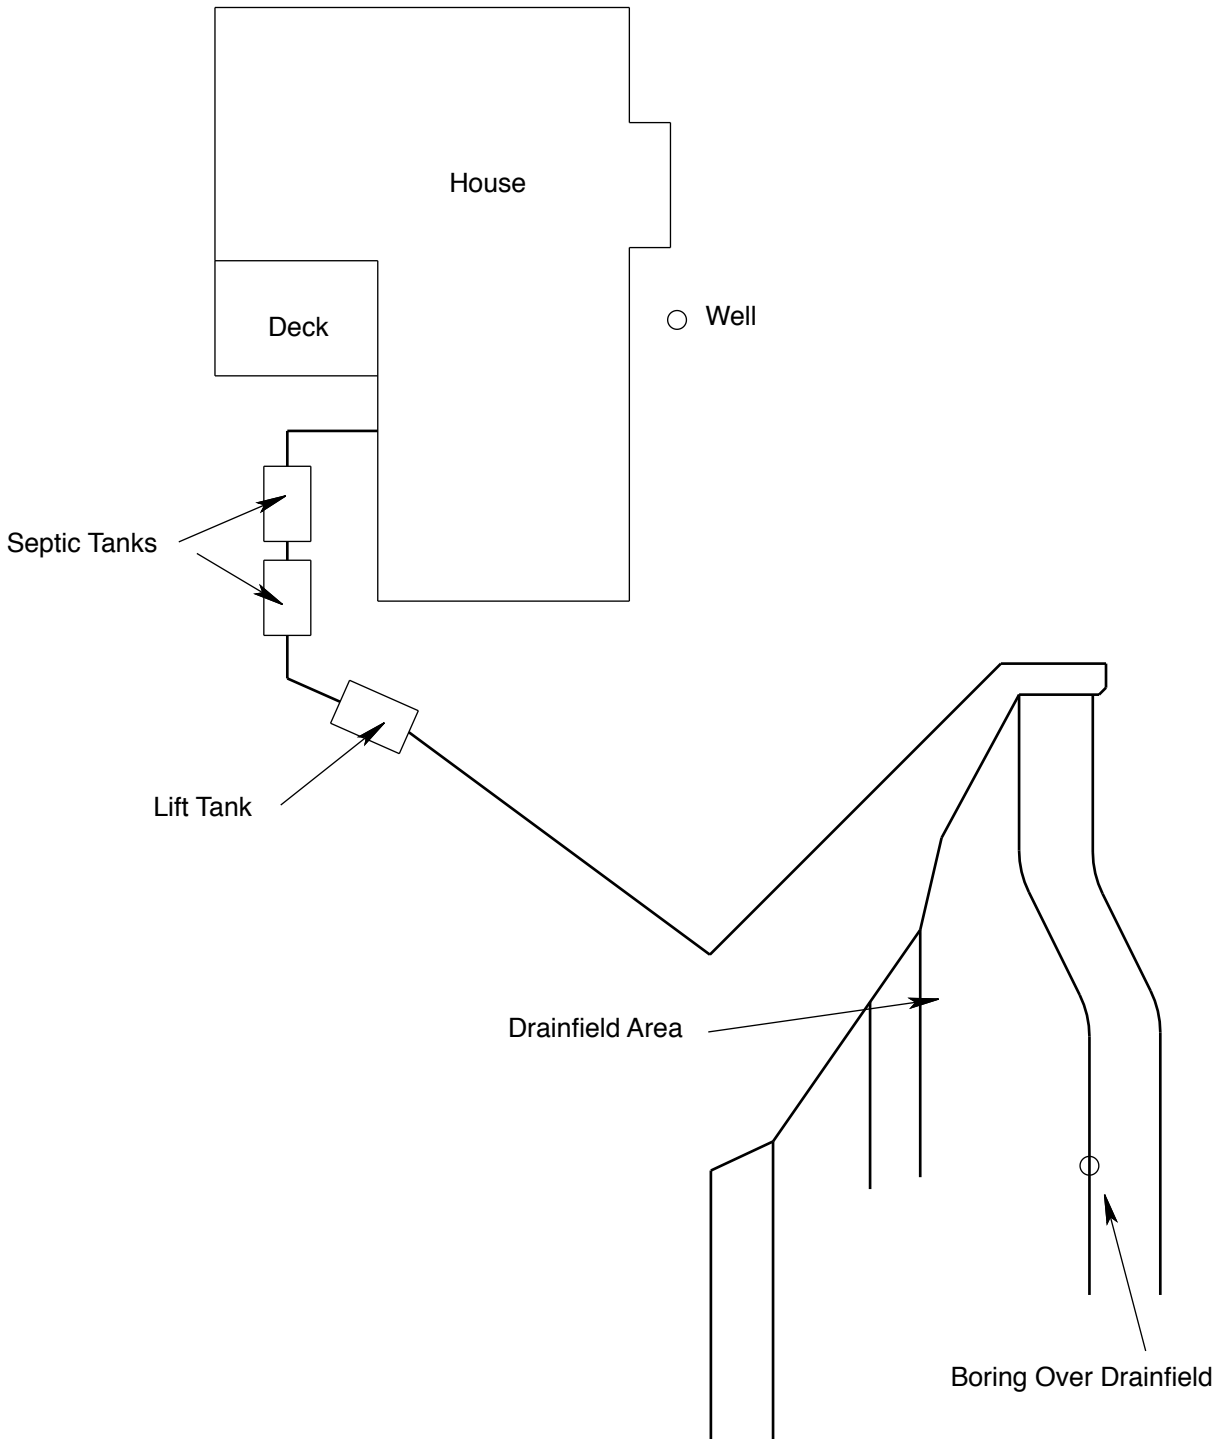 House
Well
Deck
Septic Tanks
Lift Tank
Drainfield Area
Boring Over Drainfield